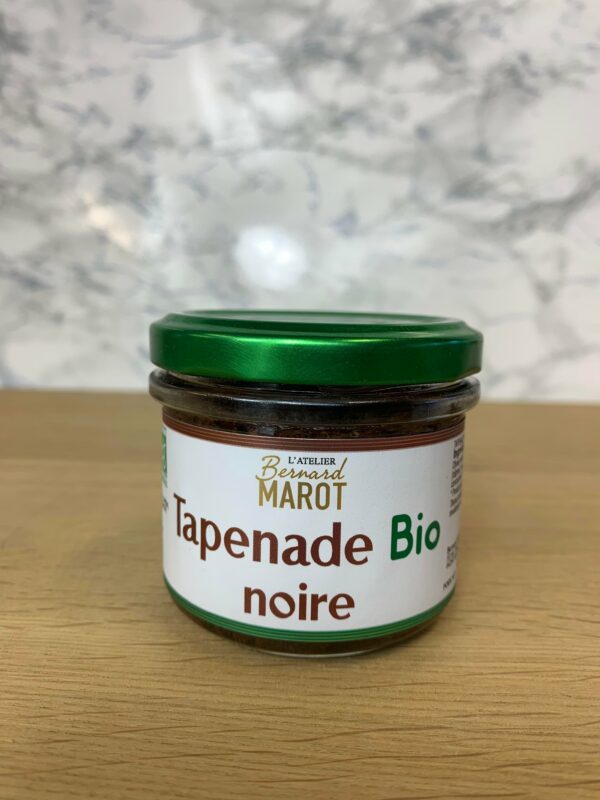 L'ATELIER
Bernard
MAROT
Tapenade Bio
noire